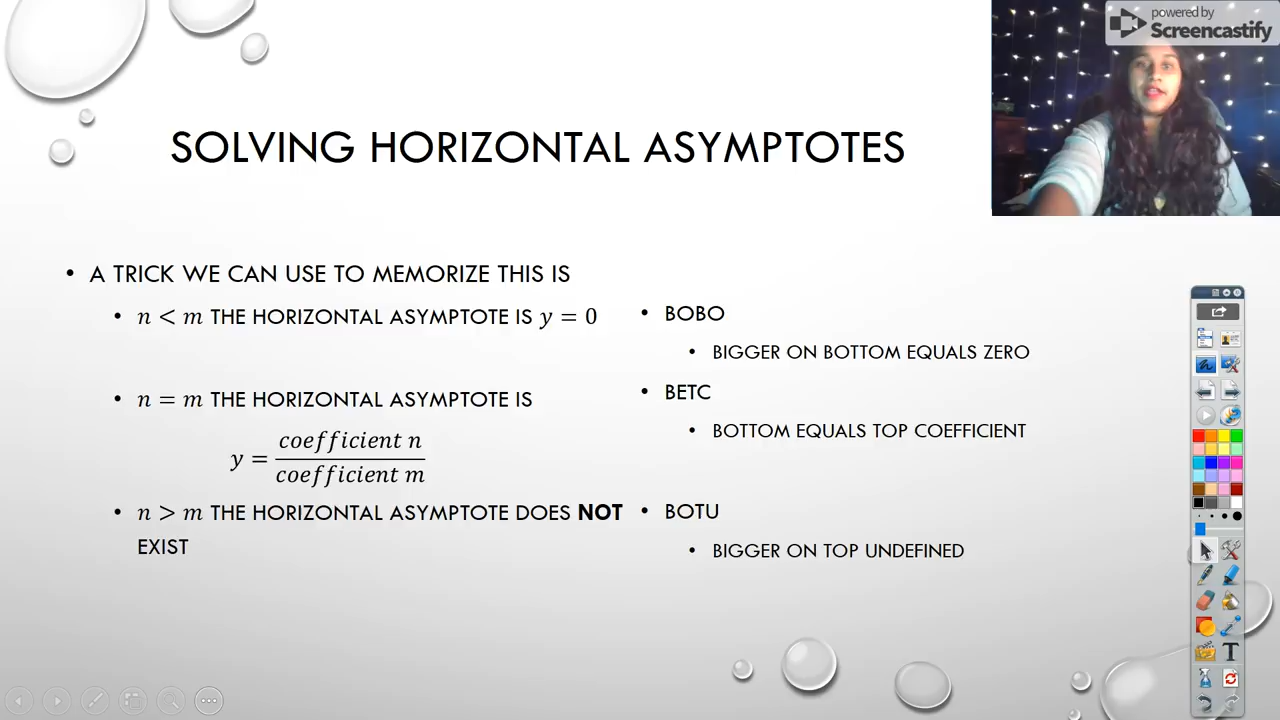 powered by
Screencastify
SOLVING HORIZONTAL ASYMPTOTES
• A TRICK WE CAN USE TO MEMORIZE THIS IS
• n < m THE HORIZONTAL ASYMPTOTE IS y = 0
• n = m THE HORIZONTAL ASYMPTOTE IS
y = coefficient n / coefficient m
• n > m THE HORIZONTAL ASYMPTOTE DOES NOT
EXIST
• BOBO
• BIGGER ON BOTTOM EQUALS ZERO
• BETC
• BOTTOM EQUALS TOP COEFFICIENT
• BOTU
• BIGGER ON TOP UNDEFINED